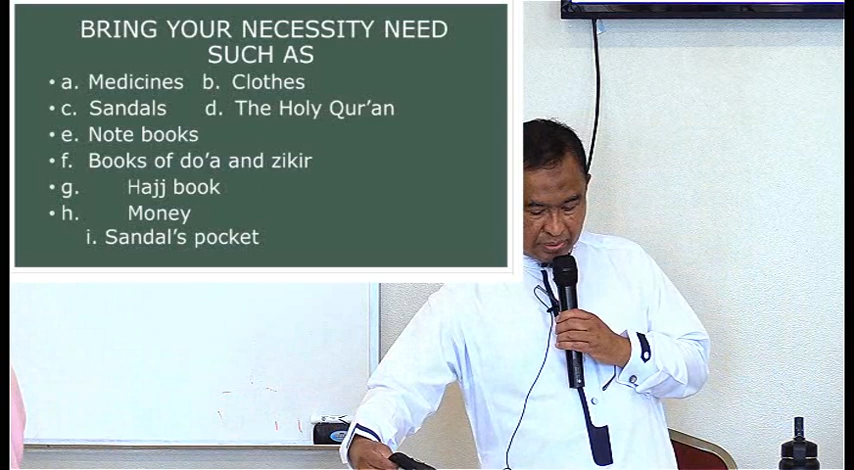 BRING YOUR NECESSITY NEED
SUCH AS
• a. Medicines b. Clothes
• c. Sandals d. The Holy Qur’an
• e. Note books
• f. Books of do’a and zikir
• g. Hajj book
• h. Money
i. Sandal’s pocket